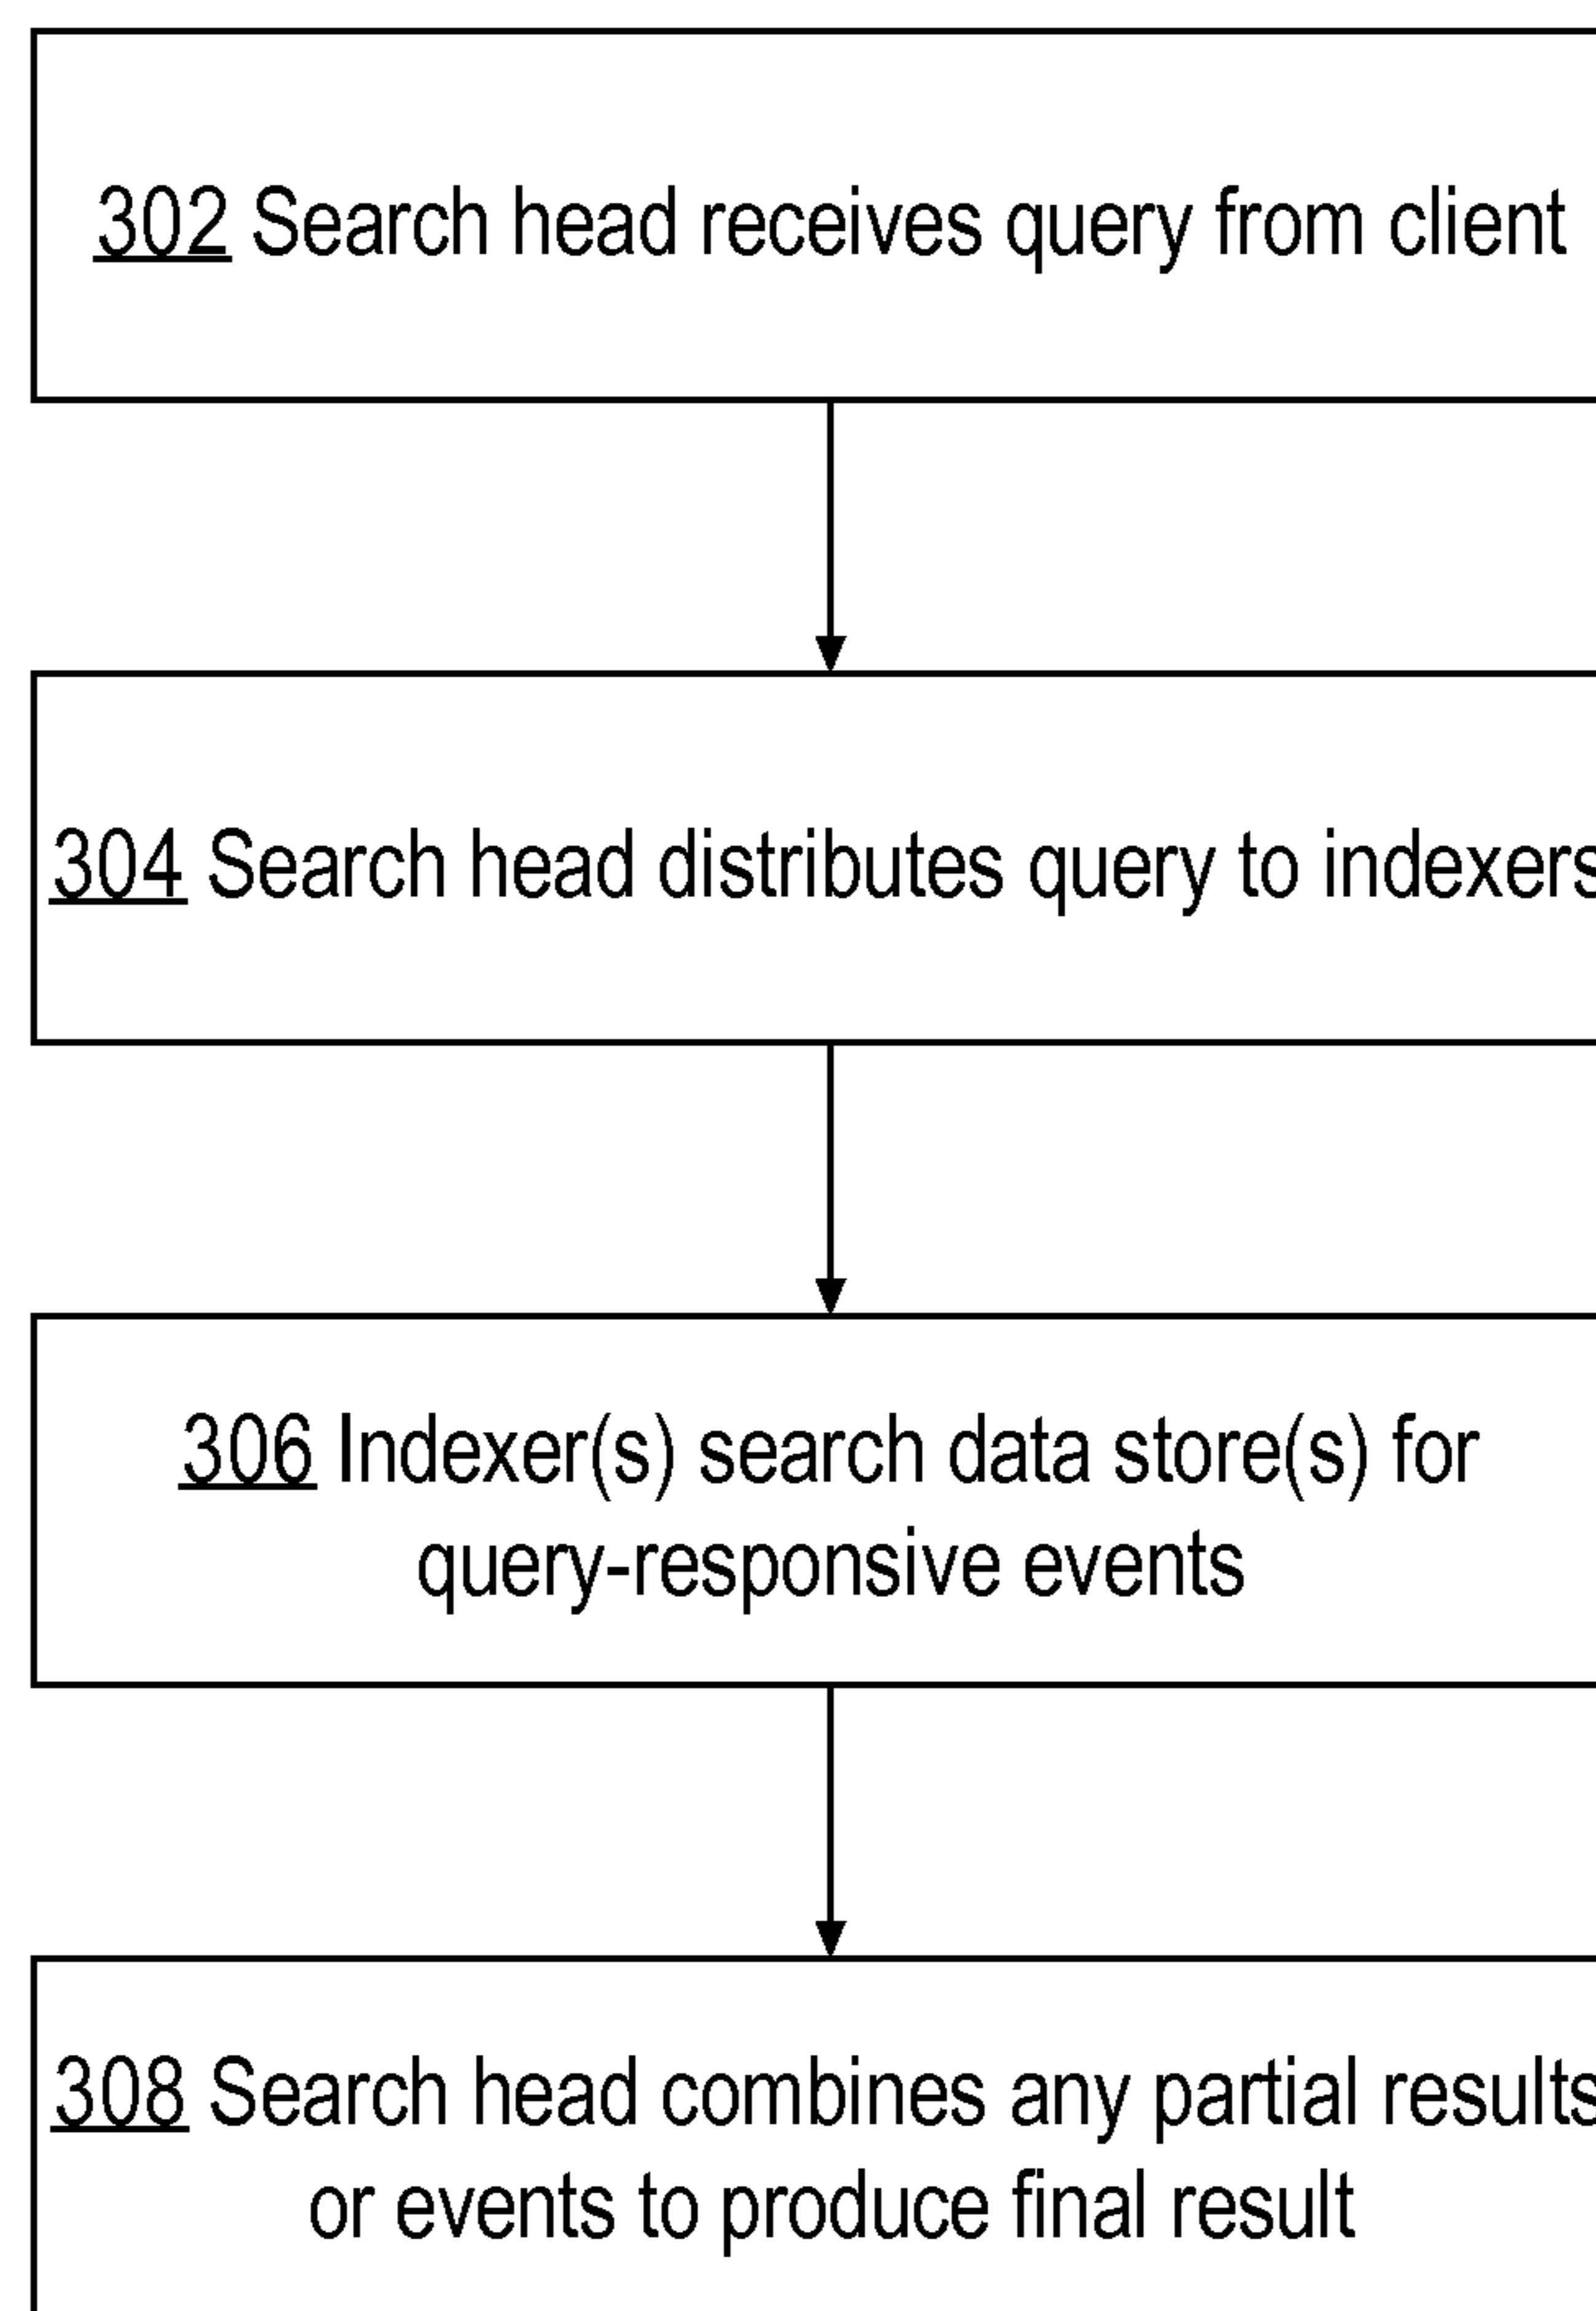 302 Search head receives query from client
304 Search head distributes query to indexers
306 Indexer(s) search data store(s) for
query-responsive events
308 Search head combines any partial results
or events to produce final result